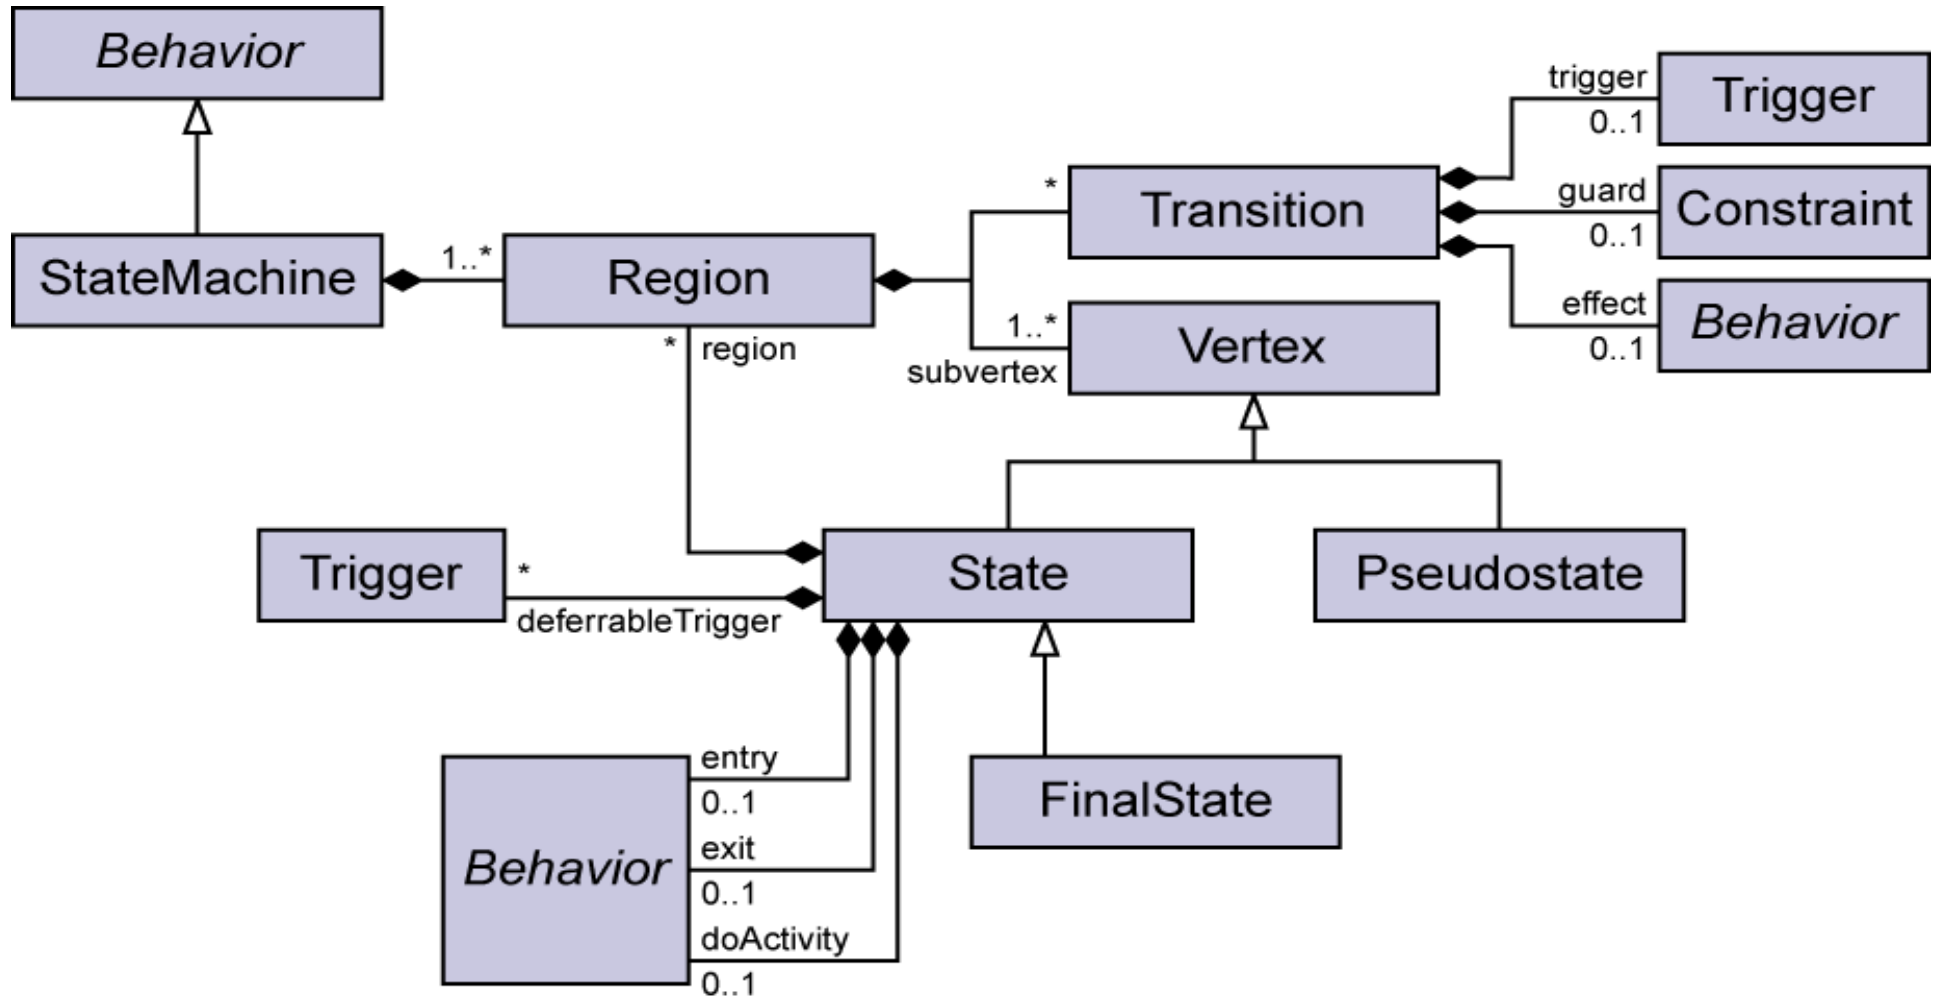 Behavior
trigger
Trigger
0..1
*
Transition
guard
Constraint
0..1
StateMachine
1..*
Region
effect
Behavior
0..1
1..*
Vertex
subvertex
*
region
Trigger
*
deferrableTrigger
State
Pseudostate
entry
0..1
FinalState
exit
0..1
Behavior
doActivity
0..1